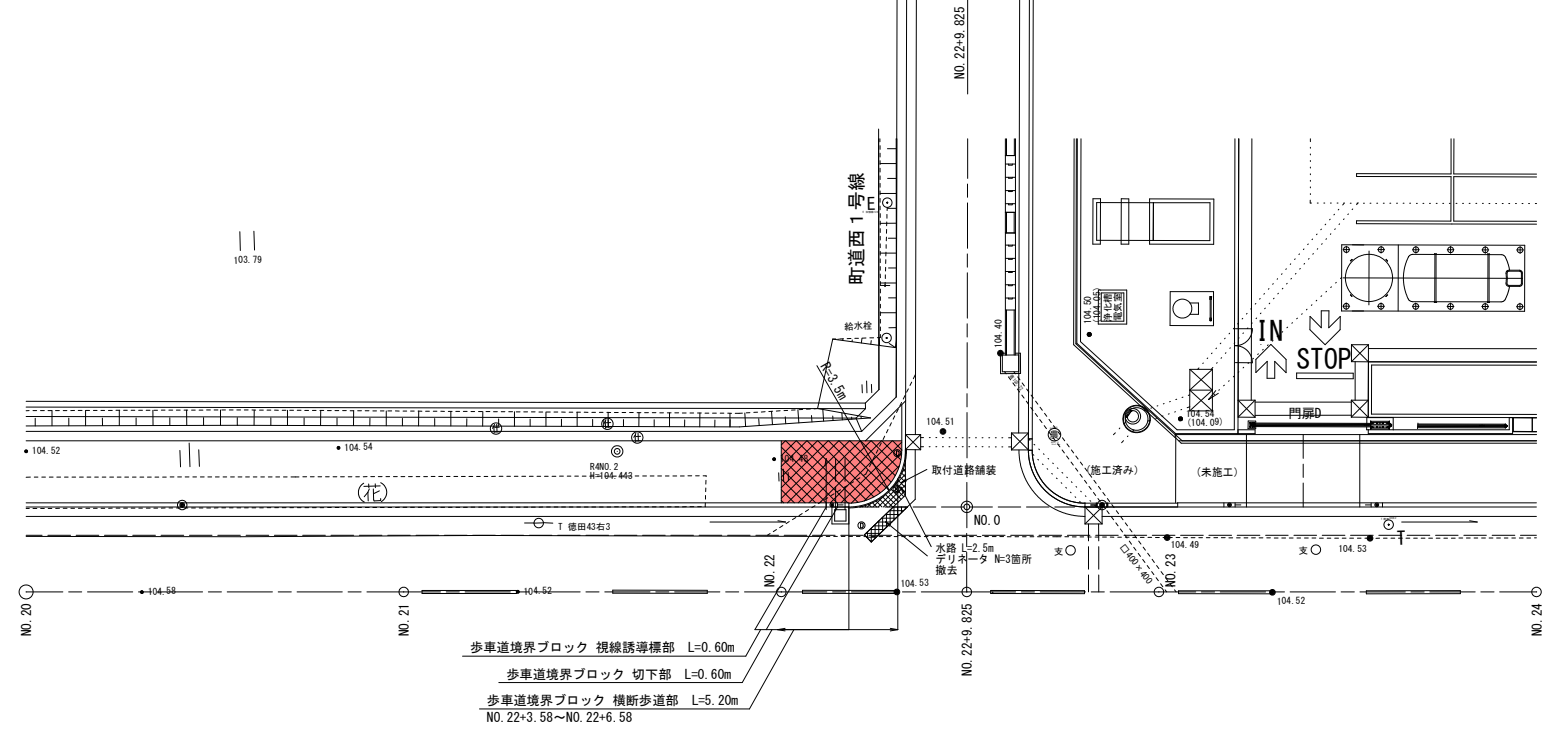 NO.22+9.825
町道西1号線
E
103.79
給水栓
R=3.5m
104.40
104.50
(104.05)
浄化槽
電気室
IN
STOP
門扉D
104.54
(104.09)
104.51
104.52
104.54
R4NO.2
H=104.443
取付道路舗装
(施工済み)
(未施工)
花
T 徳田43右3
NO.0
水路 L=2.5m
デリネータ N=3箇所
撤去
支
104.49
支
104.53
T
□400×400
NO.22
NO.23
104.58
104.52
104.53
104.52
NO.20
NO.21
NO.22+9.825
NO.24
歩車道境界ブロック 視線誘導標部 L=0.60m
歩車道境界ブロック 切下部 L=0.60m
歩車道境界ブロック 横断歩道部 L=5.20m
NO.22+3.58～NO.22+6.58